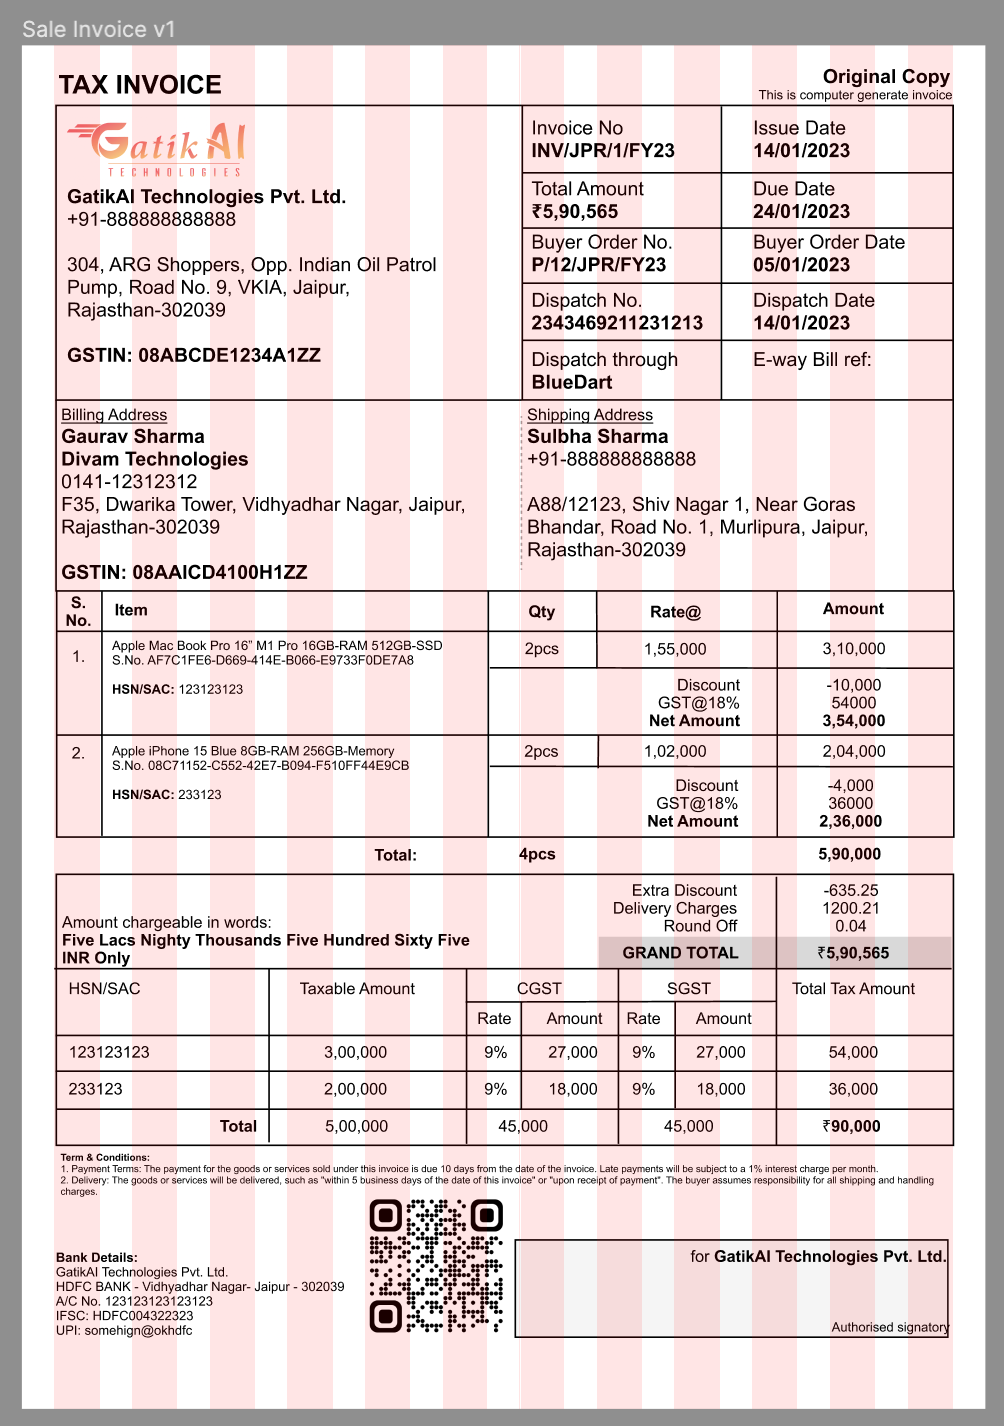 Sale Invoice v1
TAX INVOICE
Original Copy
This is computer generate invoice
GatikAI
TECHNOLOGIES
GatikAI Technologies Pvt. Ltd.
+91-888888888888
304, ARG Shoppers, Opp. Indian Oil Patrol
Pump, Road No. 9, VKIA, Jaipur,
Rajasthan-302039
GSTIN: 08ABCDE1234A1ZZ
Invoice No
INV/JPR/1/FY23
Issue Date
14/01/2023
Total Amount
₹5,90,565
Due Date
24/01/2023
Buyer Order No.
P/12/JPR/FY23
Buyer Order Date
05/01/2023
Dispatch No.
2343469211231213
Dispatch Date
14/01/2023
Dispatch through
BlueDart
E-way Bill ref:
Billing Address
Gaurav Sharma
Divam Technologies
0141-12312312
F35, Dwarika Tower, Vidhyadhar Nagar, Jaipur,
Rajasthan-302039
GSTIN: 08AAICD4100H1ZZ
Shipping Address
Sulbha Sharma
+91-888888888888
A88/12123, Shiv Nagar 1, Near Goras
Bhandar, Road No. 1, Murlipura, Jaipur,
Rajasthan-302039
S. No. Item Qty Rate@ Amount
1. Apple Mac Book Pro 16" M1 Pro 16GB-RAM 512GB-SSD 2pcs 1,55,000 3,10,000
S.No. AF7C1FE6-D669-414E-B066-E9733F0DE7A8
HSN/SAC: 123123123
Discount -10,000
GST@18% 54000
Net Amount 3,54,000
2. Apple iPhone 15 Blue 8GB-RAM 256GB-Memory 2pcs 1,02,000 2,04,000
S.No. 08C71152-C552-42E7-B094-F510FF44E9CB
HSN/SAC: 233123
Discount -4,000
GST@18% 36000
Net Amount 2,36,000
Total: 4pcs 5,90,000
Extra Discount -635.25
Delivery Charges 1200.21
Round Off 0.04
GRAND TOTAL ₹5,90,565
Amount chargeable in words:
Five Lacs Nighty Thousands Five Hundred Sixty Five
INR Only
HSN/SAC Taxable Amount CGST SGST Total Tax Amount
Rate Amount Rate Amount
123123123 3,00,000 9% 27,000 9% 27,000 54,000
233123 2,00,000 9% 18,000 9% 18,000 36,000
Total 5,00,000 45,000 45,000 ₹90,000
Term & Conditions:
1. Payment Terms: The payment for the goods or services sold under this invoice is due 10 days from the date of the invoice. Late payments will be subject to a 1% interest charge per month.
2. Delivery: The goods or services will be delivered, such as "within 5 business days of the date of this invoice" or "upon receipt of payment". The buyer assumes responsibility for all shipping and handling
charges.
Bank Details:
GatikAI Technologies Pvt. Ltd.
HDFC BANK - Vidhyadhar Nagar- Jaipur - 302039
A/C No. 123123123123123
IFSC: HDFC004322323
UPI: somehign@okhdfc
for GatikAI Technologies Pvt. Ltd.
Authorised signatory